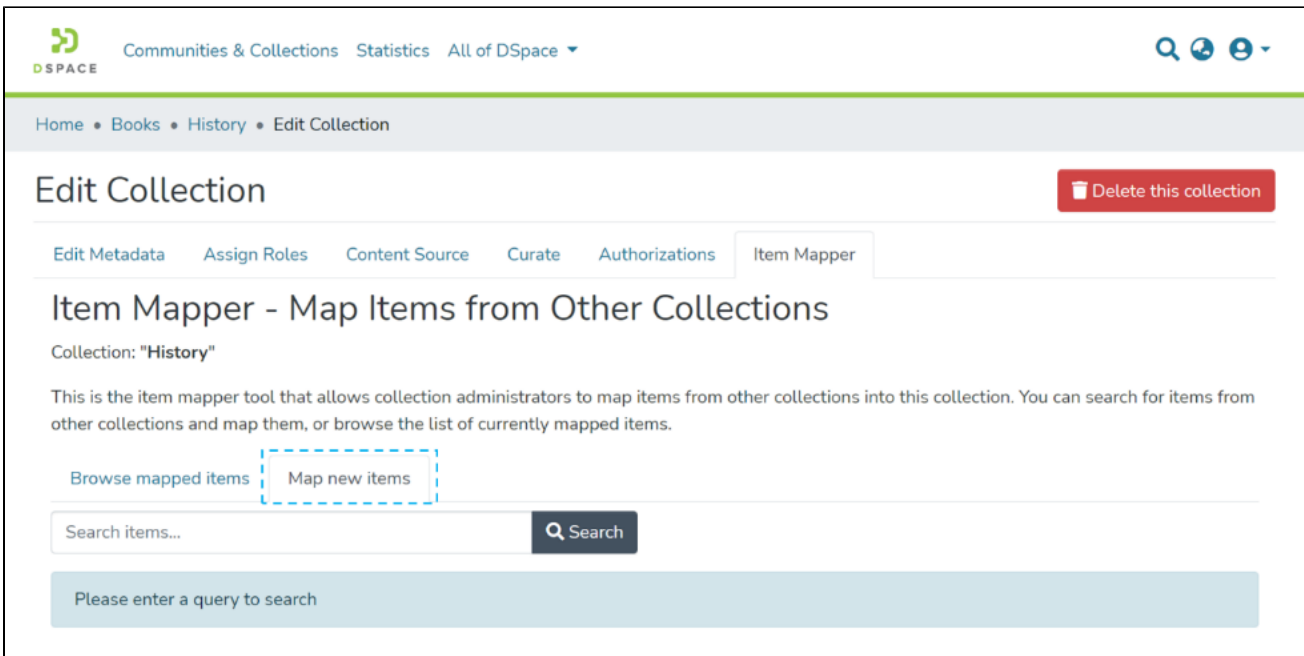 DSPACE
Communities & Collections Statistics All of DSpace
Home • Books • History • Edit Collection
Edit Collection
Delete this collection
Edit Metadata Assign Roles Content Source Curate Authorizations Item Mapper
Item Mapper - Map Items from Other Collections
Collection: "History"
This is the item mapper tool that allows collection administrators to map items from other collections into this collection. You can search for items from
other collections and map them, or browse the list of currently mapped items.
Browse mapped items Map new items
Search items... Search
Please enter a query to search